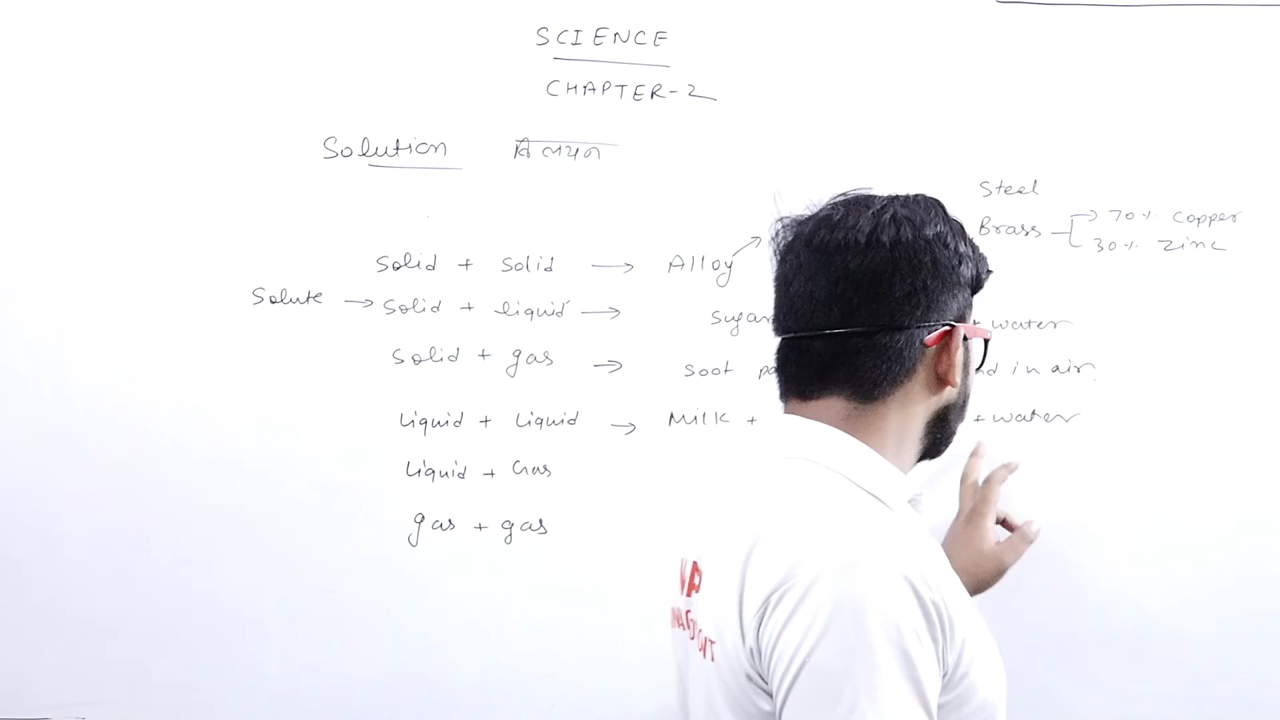 SCIENCE
CHAPTER-2
Solution विलयन
Steel
Brass → 70% Copper
30% Zinc
Solid + Solid → Alloy
Solute → Solid + liquid → Sugar + water
Solid + gas → Soot in air
Liquid + Liquid → Milk + + water
Liquid + Gas
gas + gas